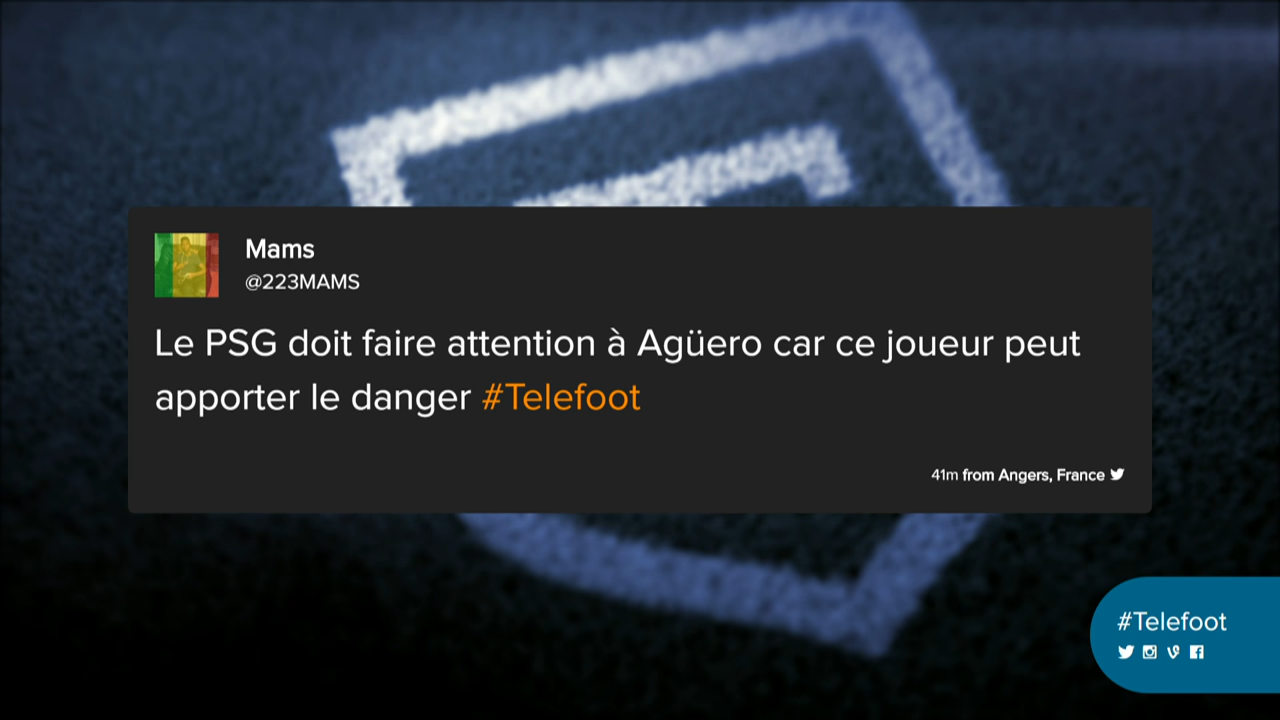 Mams
@223MAMS
Le PSG doit faire attention à Agüero car ce joueur peut
apporter le danger #Telefoot
41m from Angers, France
#Telefoot